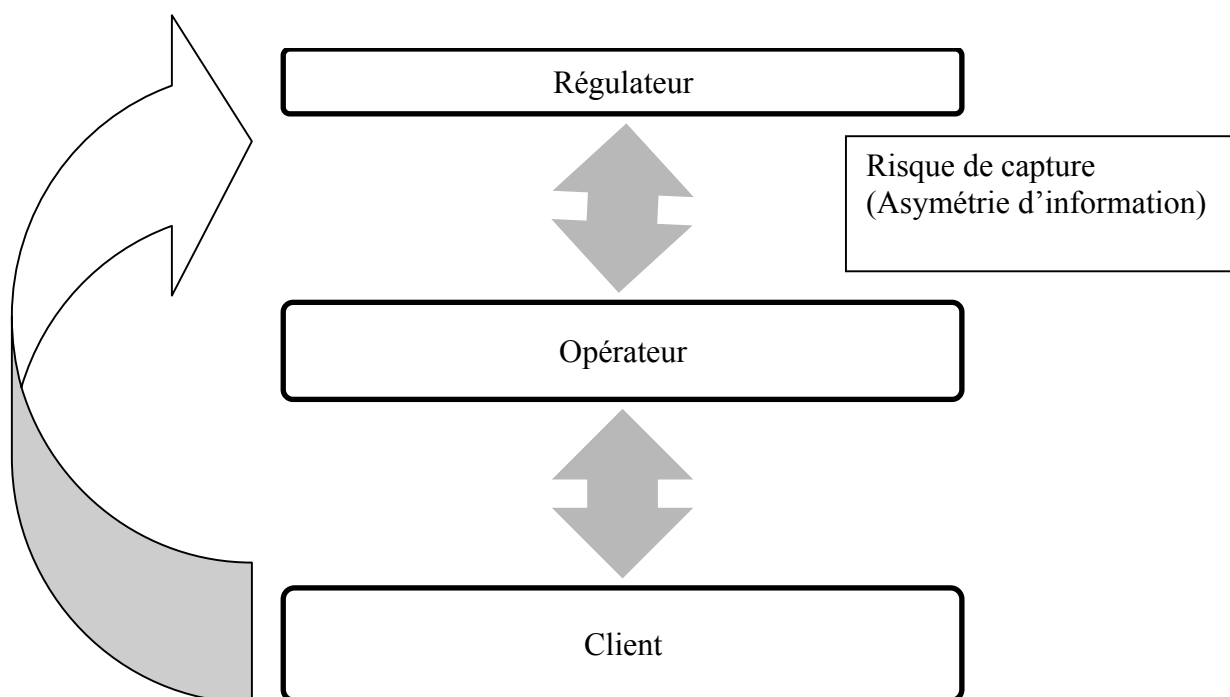 Régulateur
Risque de capture
(Asymétrie d’information)
Opérateur
Client